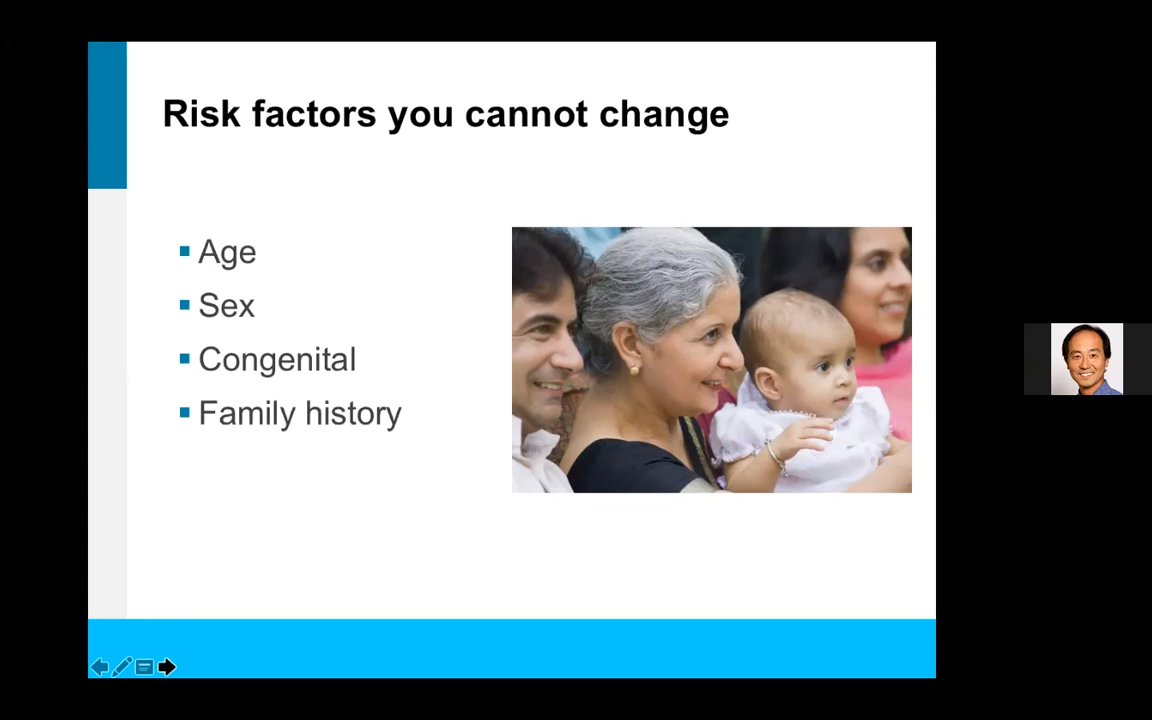 Risk factors you cannot change
Age
Sex
Congenital
Family history